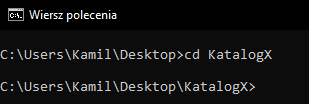 Wiersz polecenia
C:\Users\Kamil\Desktop>cd KatalogX
C:\Users\Kamil\Desktop\KatalogX>